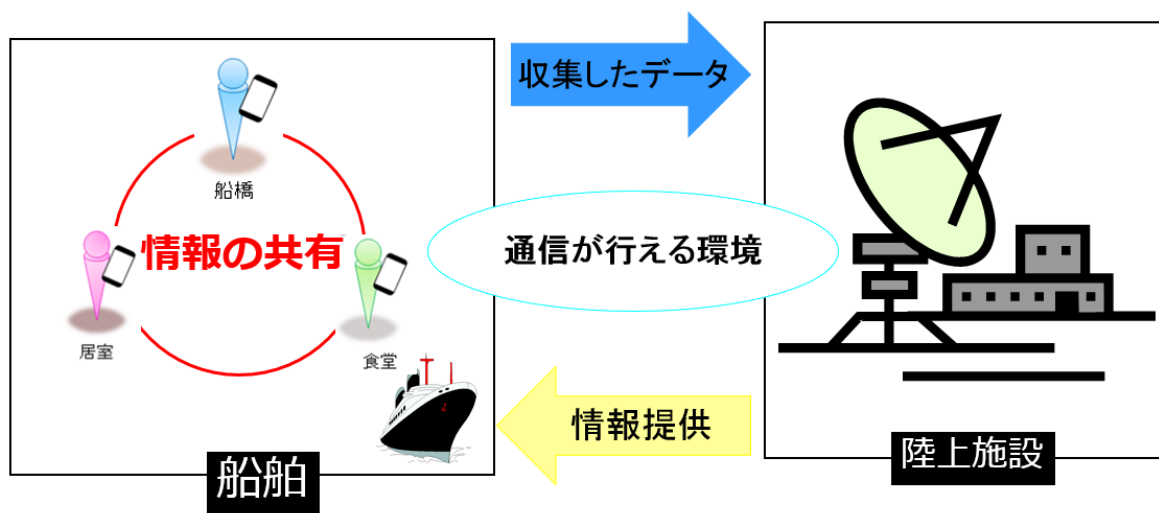 収集したデータ
船橋
情報の共有
通信が行える環境
居室
食堂
情報提供
船舶
陸上施設